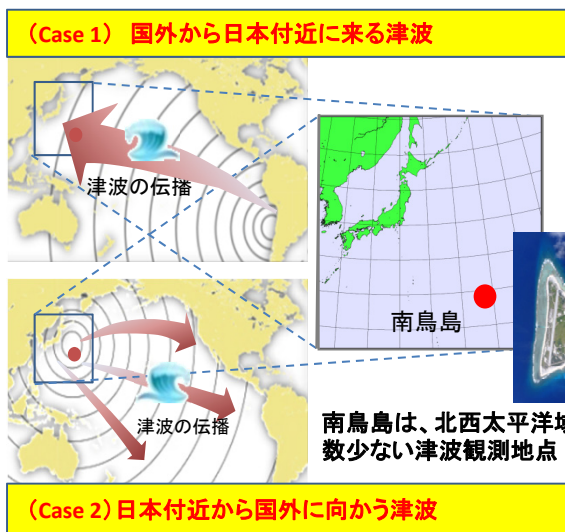 (Case 1) 国外から日本付近に来る津波
津波の伝播
南鳥島
津波の伝播
南鳥島は、北西太平洋域
数少ない津波観測地点
(Case 2)日本付近から国外に向かう津波